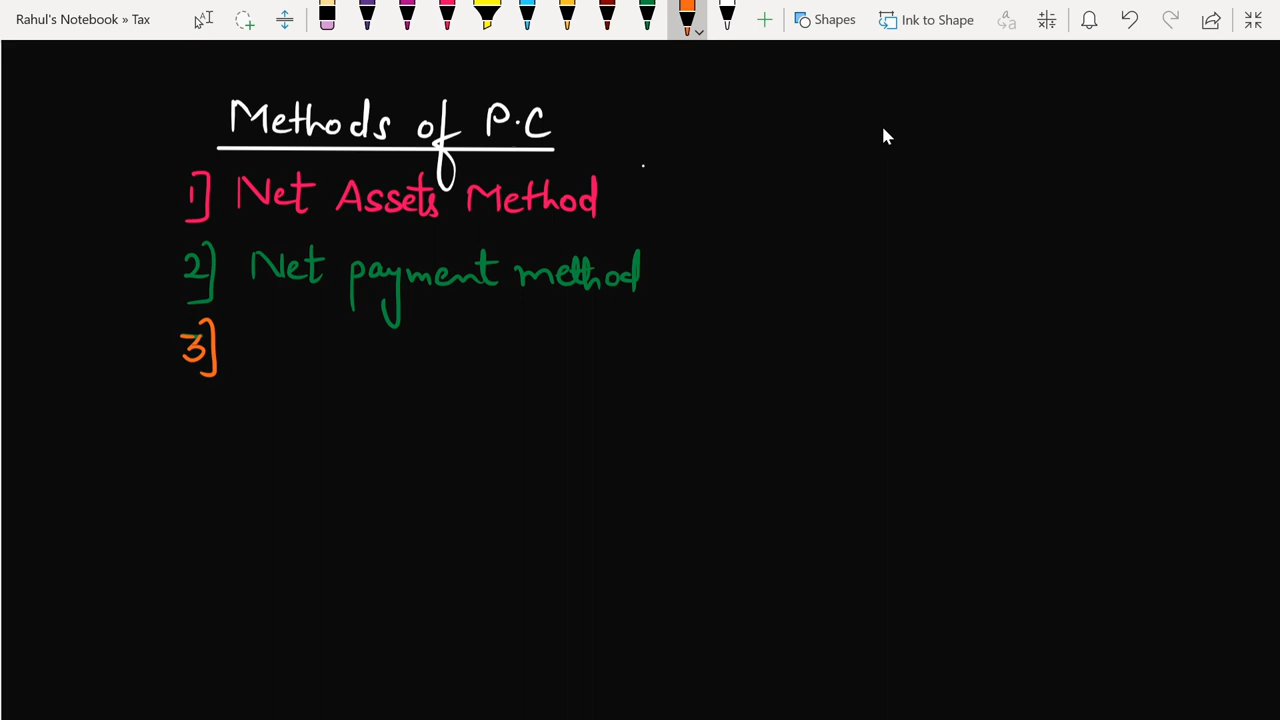 Rahul's Notebook » Tax
Shapes
Ink to Shape
Methods of P.C
1] Net Assets Method
2] Net payment method
3]